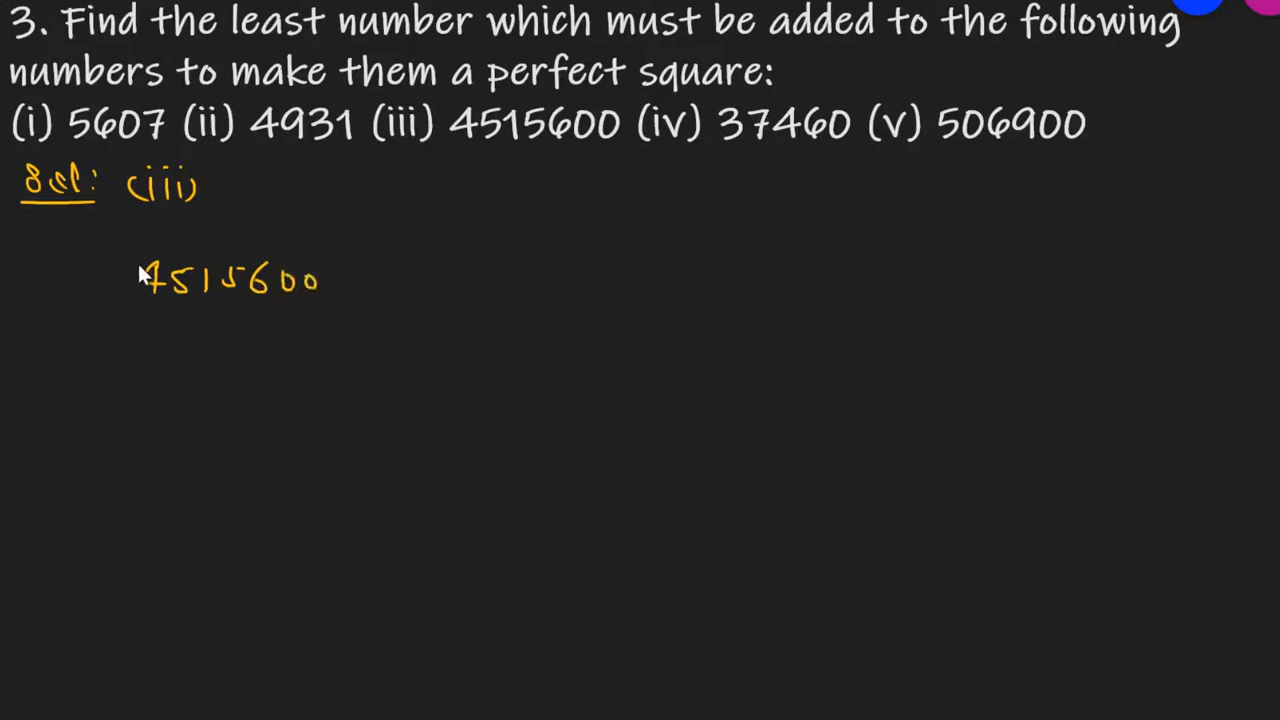 3. Find the least number which must be added to the following
numbers to make them a perfect square:
(i) 5607 (ii) 4931 (iii) 4515600 (iv) 37460 (v) 506900
Sol: (iii)
4515600